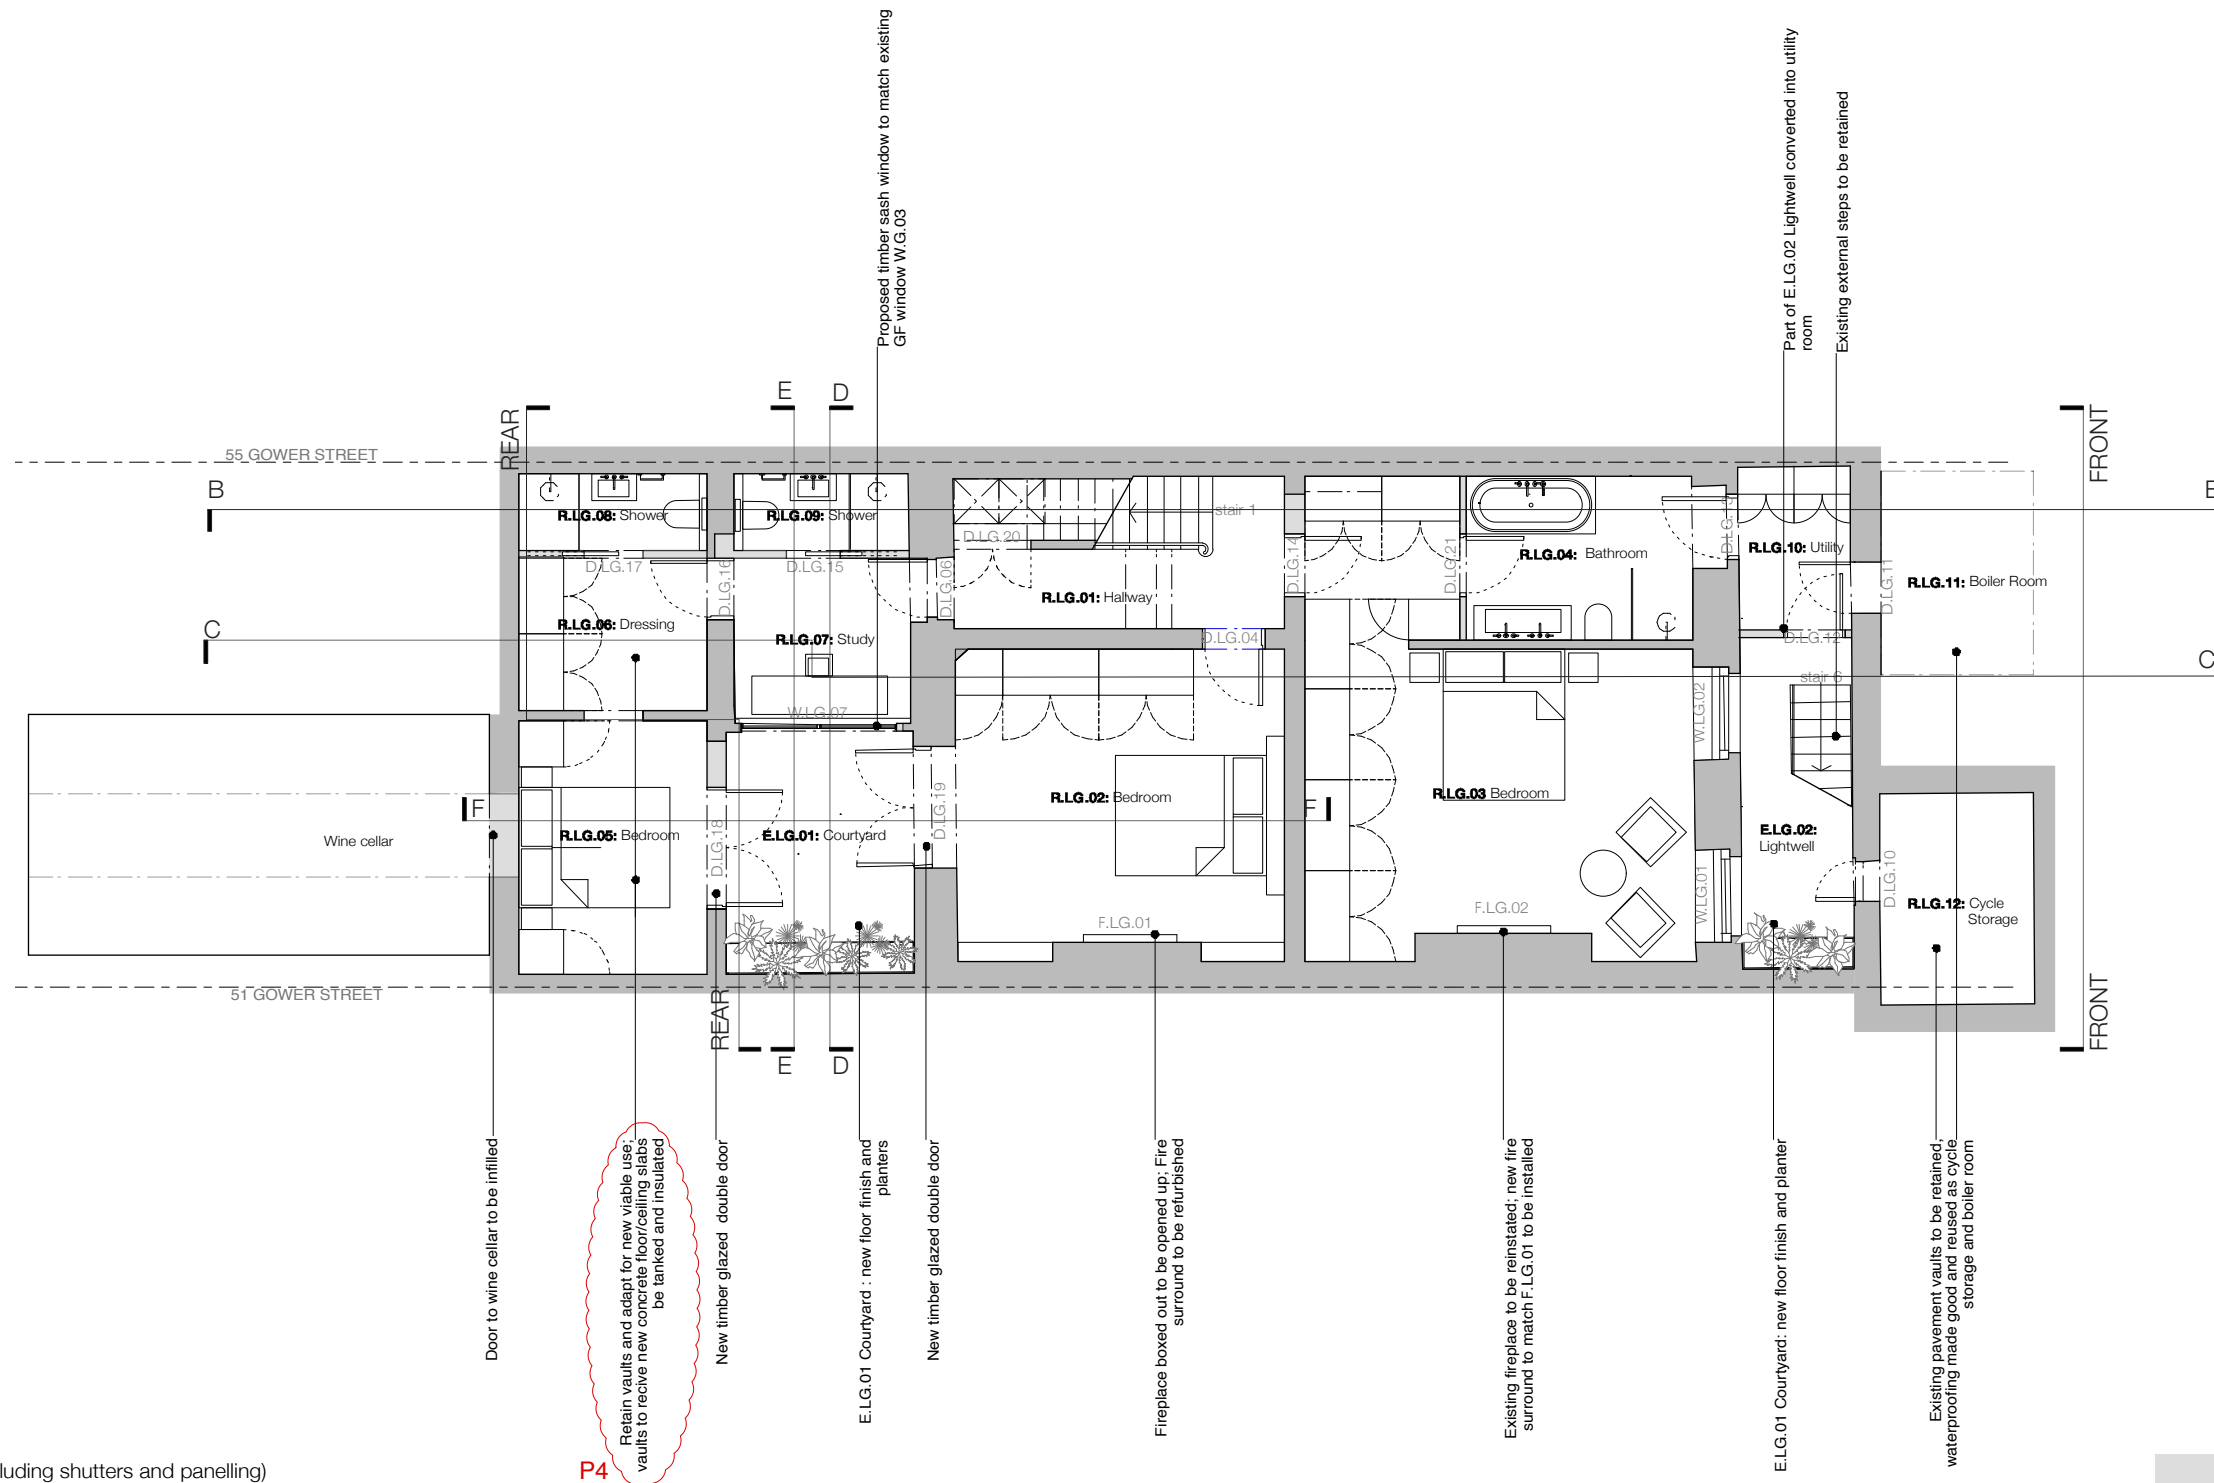 Proposed timber sash window to match existing
GF window W.G.03
Part of E.LG.02 Lightwell converted into utility
room
Existing external steps to be retained
REAR
E
D
FRONT
55 GOWER STREET
B
R.LG.08: Shower
R.LG.09: Shower
stair 1
D.LG.20
D.LG.17
D.LG.16
D.LG.15
D.LG.06
D.LG.14
D.LG.21
R.LG.04: Bathroom
D.LG.13
R.LG.10: Utility
D.LG.11
R.LG.11: Boiler Room
R.LG.01: Hallway
C
R.LG.06: Dressing
R.LG.07: Study
D.LG.04
D.LG.12
C
stair 6
W.LG.07
W.LG.02
F
R.LG.02: Bedroom
F
R.LG.03 Bedroom
D.LG.19
Wine cellar
R.LG.05: Bedroom
D.LG.18
E.LG.01: Courtyard
E.LG.02:
Lightwell
W.LG.01
D.LG.10
R.LG.12: Cycle
Storage
F.LG.01
F.LG.02
51 GOWER STREET
REAR
E
D
FRONT
Door to wine cellar to be infilled
Retain vaults and adapt for new viable use;
vaults to recive new concrete floor/ceiling slabs
be tanked and insulated
New timber glazed double door
E.LG.01 Courtyard : new floor finish and
planters
New timber glazed double door
Fireplace boxed out to be opened up; Fire
surround to be refurbished
Existing fireplace to be reinstated; new fire
surround to match F.LG.01 to be installed
E.LG.01 Courtyard: new floor finish and planter
Existing pavement vaults to be retained,
waterproofing made good and reused as cycle
storage and boiler room
P4
luding shutters and panelling)